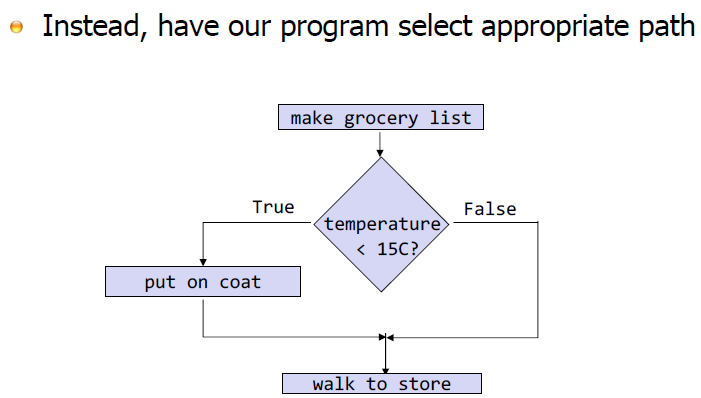 Instead, have our program select appropriate path
make grocery list
True
False
temperature
< 15C?
put on coat
walk to store